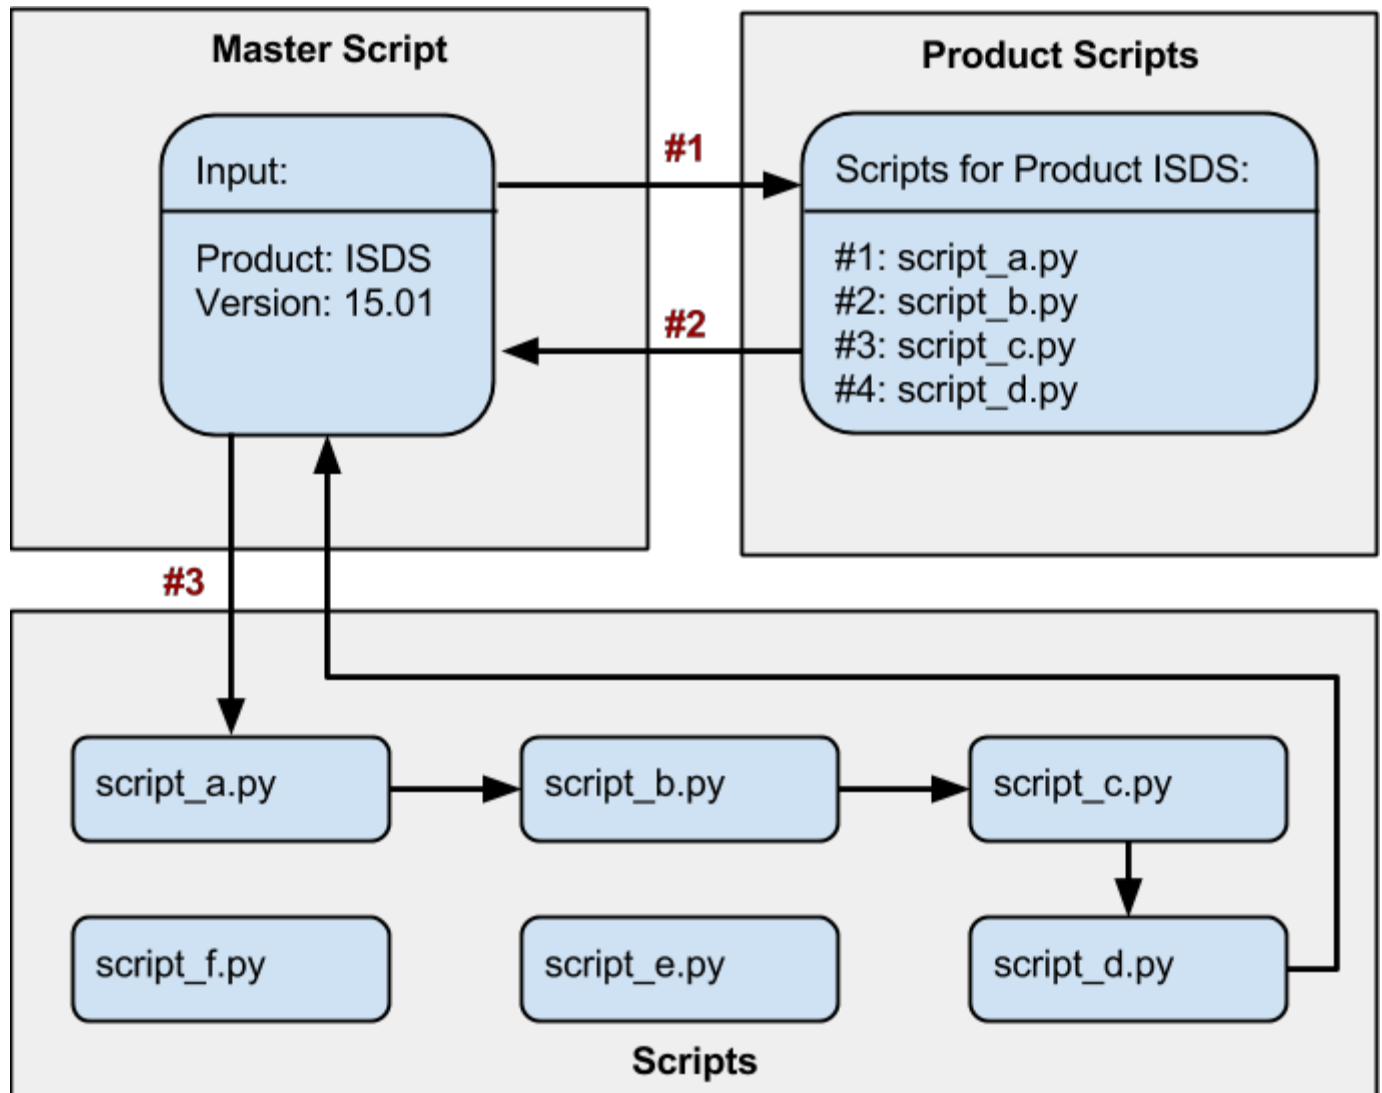 Master Script
Product Scripts
Input:
Product: ISDS
Version: 15.01
#1
#2
Scripts for Product ISDS:
#1: script_a.py
#2: script_b.py
#3: script_c.py
#4: script_d.py
#3
script_a.py
script_b.py
script_c.py
script_f.py
script_e.py
script_d.py
Scripts